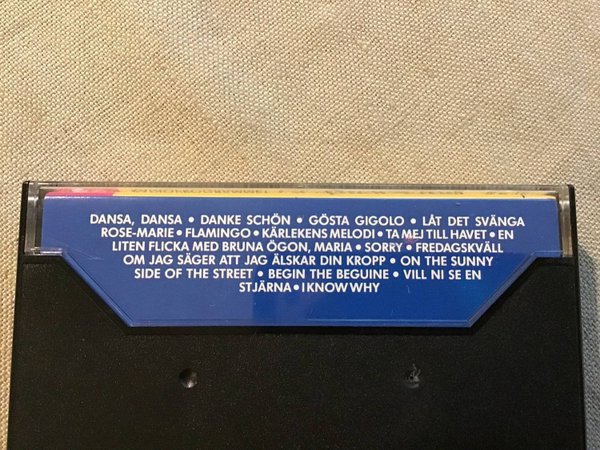 DANSA, DANSA • DANKE SCHÖN • GÖSTA GIGOLO • LÅT DET SVÄNGA
ROSE-MARIE • FLAMINGO • KÄRLEKENS MELODI • TA MEJ TILL HAVET • EN
LITEN FLICKA MED BRUNA ÖGON, MARIA • SORRY • FREDAGSKVÄLL
OM JAG SÄGER ATT JAG ÄLSKAR DIN KROPP • ON THE SUNNY
SIDE OF THE STREET • BEGIN THE BEGUINE • VILL NI SE EN
STJÄRNA • I KNOW WHY